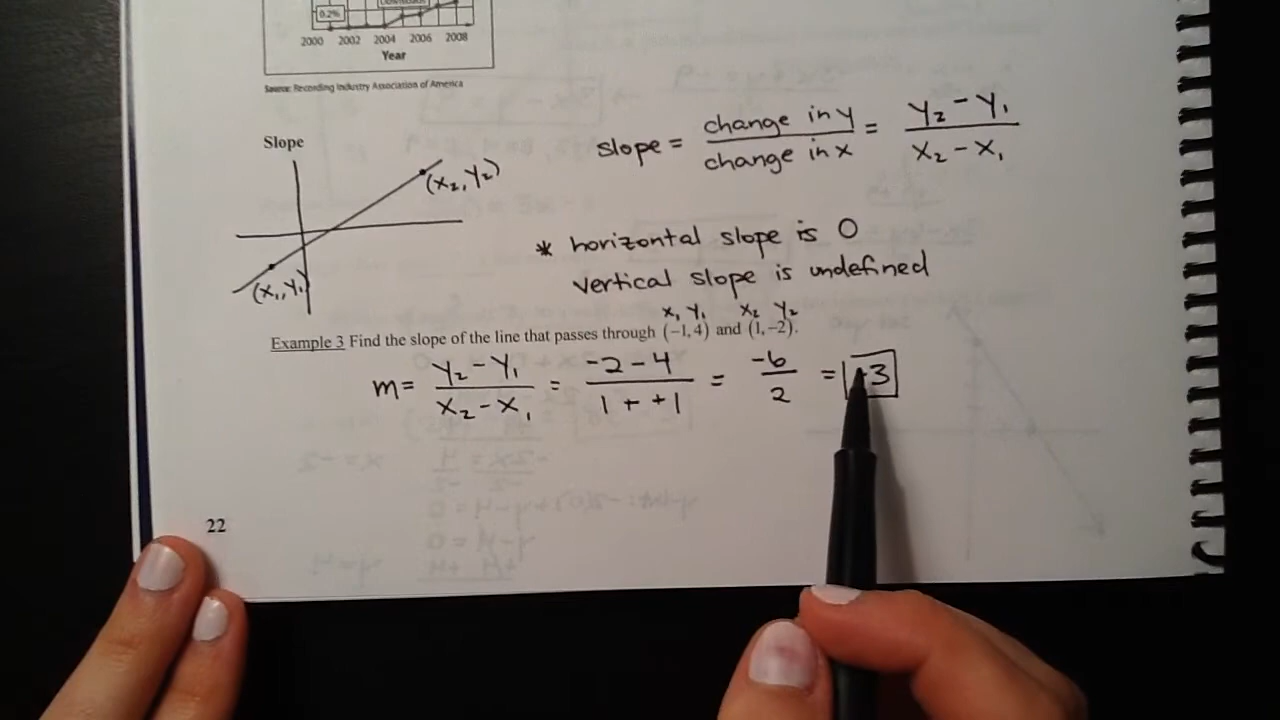 0.2%
2000 2002 2004 2006 2008
Year
Source: Recording Industry Association of America
Slope
(x₂, y₂)
(x₁, y₁)
slope = change in y / change in x = y₂ - y₁ / x₂ - x₁
* horizontal slope is 0
vertical slope is undefined
x₁ y₁ x₂ y₂
Example 3 Find the slope of the line that passes through (−1, 4) and (1, −2).
m = y₂ - y₁ / x₂ - x₁ = -2 - 4 / 1 + +1 = -6 / 2 = -3
22